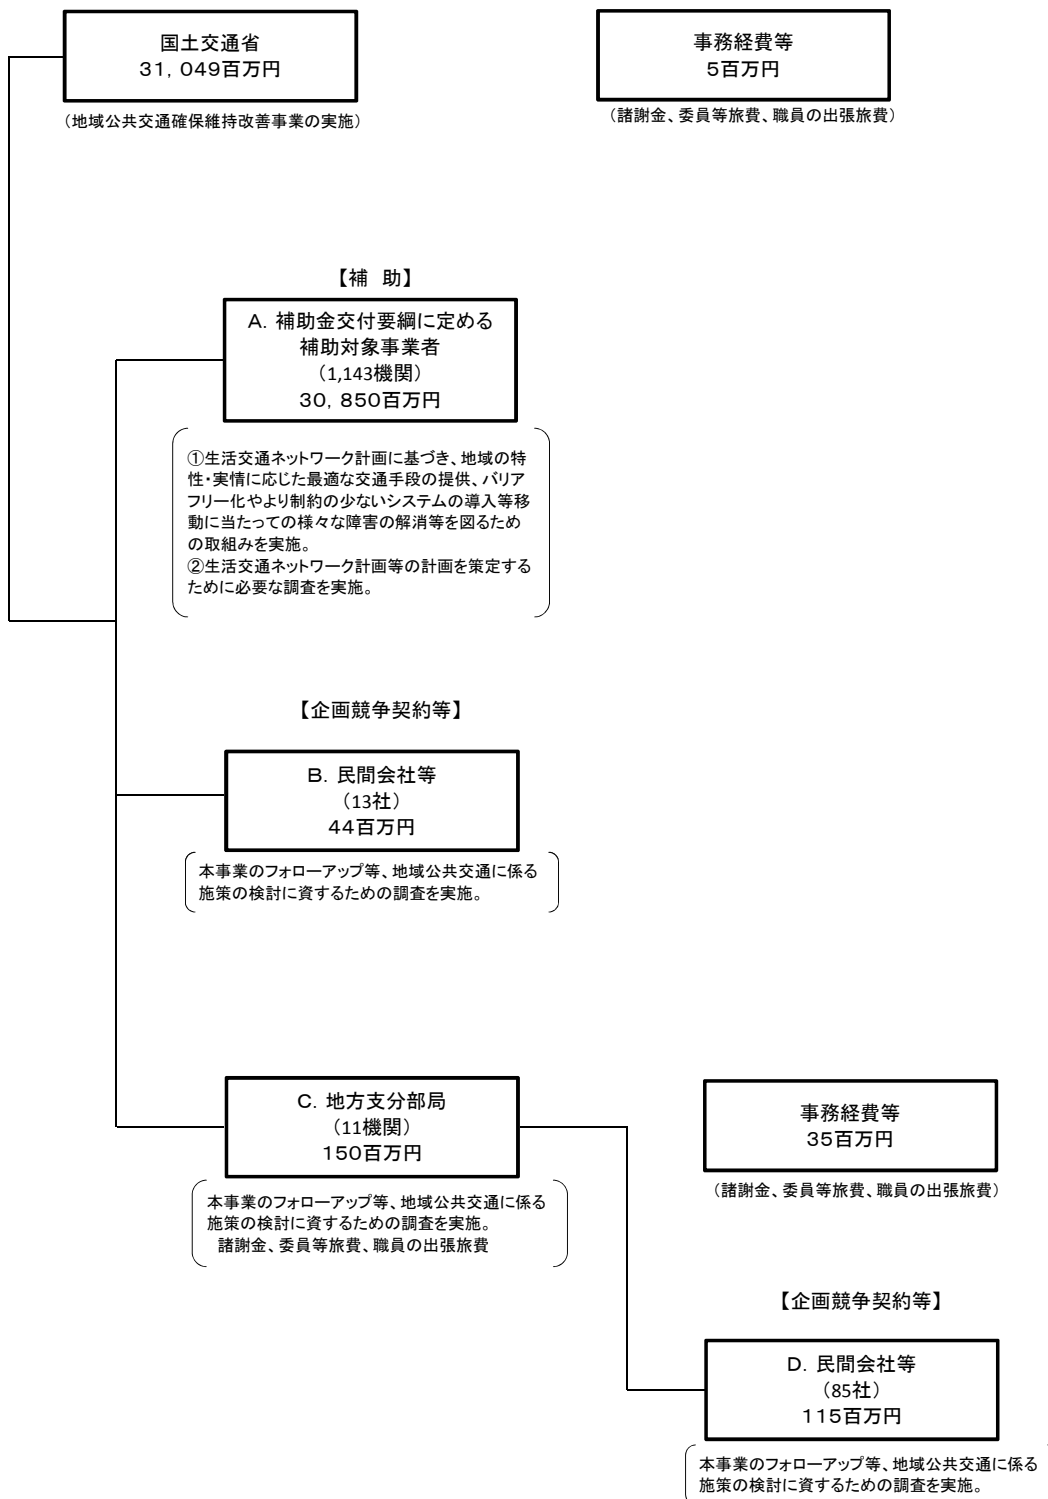 国土交通省
31,049百万円
(地域公共交通確保維持改善事業の実施)
事務経費等
5百万円
(諸謝金、委員等旅費、職員の出張旅費)
【補 助】
A. 補助金交付要綱に定める
補助対象事業者
(1,143機関)
30,850百万円
①生活交通ネットワーク計画に基づき、地域の特
性・実情に応じた最適な交通手段の提供、バリア
フリー化やより制約の少ないシステムの導入等移
動に当たっての様々な障害の解消等を図るため
の取組みを実施。
②生活交通ネットワーク計画等の計画を策定する
ために必要な調査を実施。
【企画競争契約等】
B. 民間会社等
(13社)
44百万円
本事業のフォローアップ等、地域公共交通に係る
施策の検討に資するための調査を実施。
C. 地方支分部局
(11機関)
150百万円
本事業のフォローアップ等、地域公共交通に係る
施策の検討に資するための調査を実施。
諸謝金、委員等旅費、職員の出張旅費
事務経費等
35百万円
(諸謝金、委員等旅費、職員の出張旅費)
【企画競争契約等】
D. 民間会社等
(85社)
115百万円
本事業のフォローアップ等、地域公共交通に係る
施策の検討に資するための調査を実施。